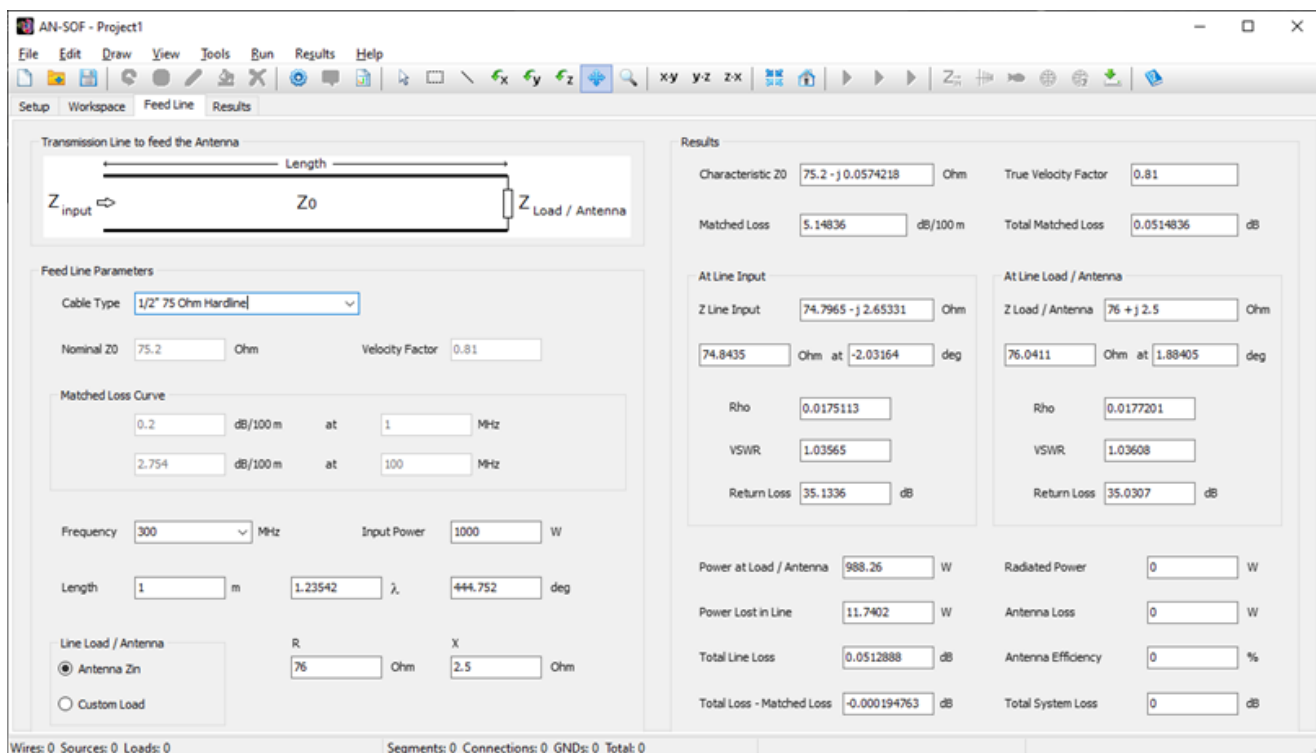 AN-SOF - Project1
File Edit Draw View Tools Run Results Help
x y z x·y y·z z·x
Setup Workspace Feed Line Results
Transmission Line to feed the Antenna
Length
Z input ⇨ Zo Z Load / Antenna
Feed Line Parameters
Cable Type 1/2" 75 Ohm Hardline
Nominal Z0 75.2 Ohm Velocity Factor 0.81
Matched Loss Curve
0.2 dB/100 m at 1 MHz
2.754 dB/100 m at 100 MHz
Frequency 300 MHz Input Power 1000 W
Length 1 m 1.23542 λ 444.752 deg
Line Load / Antenna R X
Antenna Zin 76 Ohm 2.5 Ohm
Custom Load
Results
Characteristic Z0 75.2 - j 0.0574218 Ohm True Velocity Factor 0.81
Matched Loss 5.14836 dB/100 m Total Matched Loss 0.0514836 dB
At Line Input
Z Line Input 74.7965 - j 2.65331 Ohm
74.8435 Ohm at -2.03164 deg
Rho 0.0175113
VSWR 1.03565
Return Loss 35.1336 dB
At Line Load / Antenna
Z Load / Antenna 76 + j 2.5 Ohm
76.0411 Ohm at 1.88405 deg
Rho 0.0177201
VSWR 1.03608
Return Loss 35.0307 dB
Power at Load / Antenna 988.26 W Radiated Power 0 W
Power Lost in Line 11.7402 W Antenna Loss 0 W
Total Line Loss 0.0512888 dB Antenna Efficiency 0 %
Total Loss - Matched Loss -0.000194763 dB Total System Loss 0 dB
Wires: 0 Sources: 0 Loads: 0 Segments: 0 Connections: 0 GNDs: 0 Total: 0